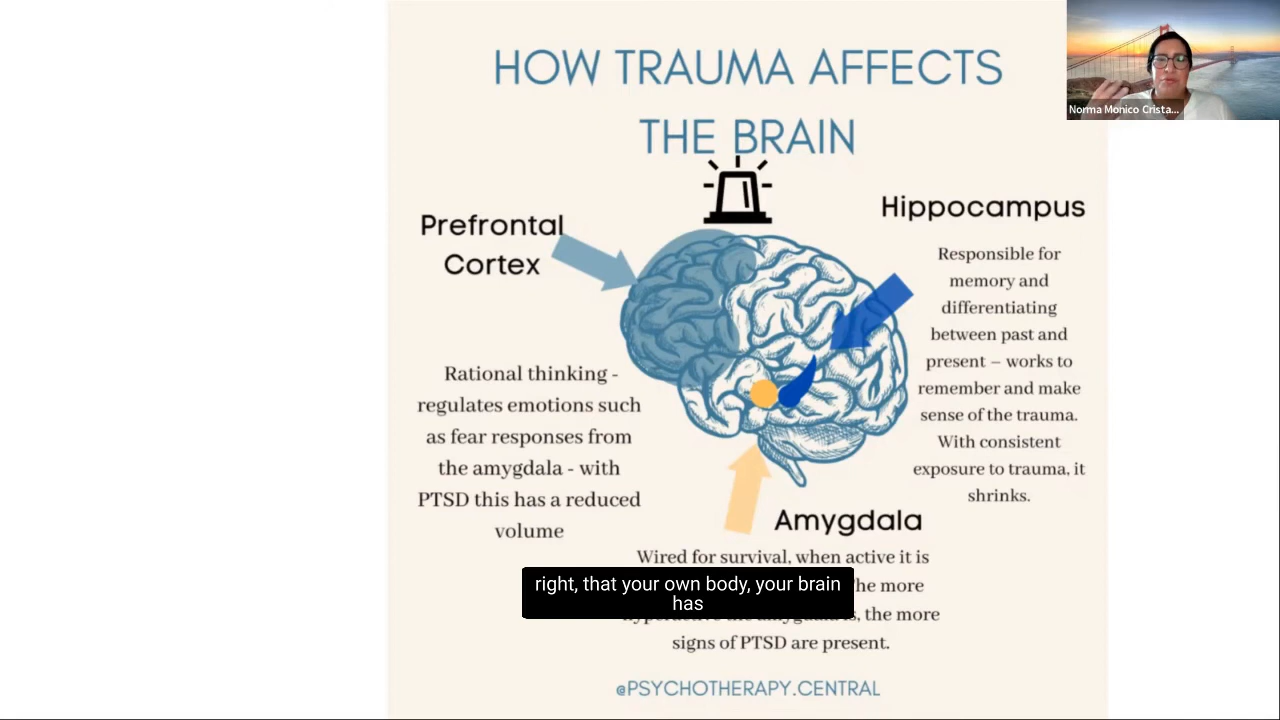 HOW TRAUMA AFFECTS
THE BRAIN
Norma Monico Crista...
Prefrontal
Cortex
Rational thinking -
regulates emotions such
as fear responses from
the amygdala - with
PTSD this has a reduced
volume
Hippocampus
Responsible for
memory and
differentiating
between past and
present – works to
remember and make
sense of the trauma.
With consistent
exposure to trauma, it
shrinks.
Amygdala
Wired for survival, when active it is
more
the more
signs of PTSD are present.
right, that your own body, your brain
has
@PSYCHOTHERAPY.CENTRAL